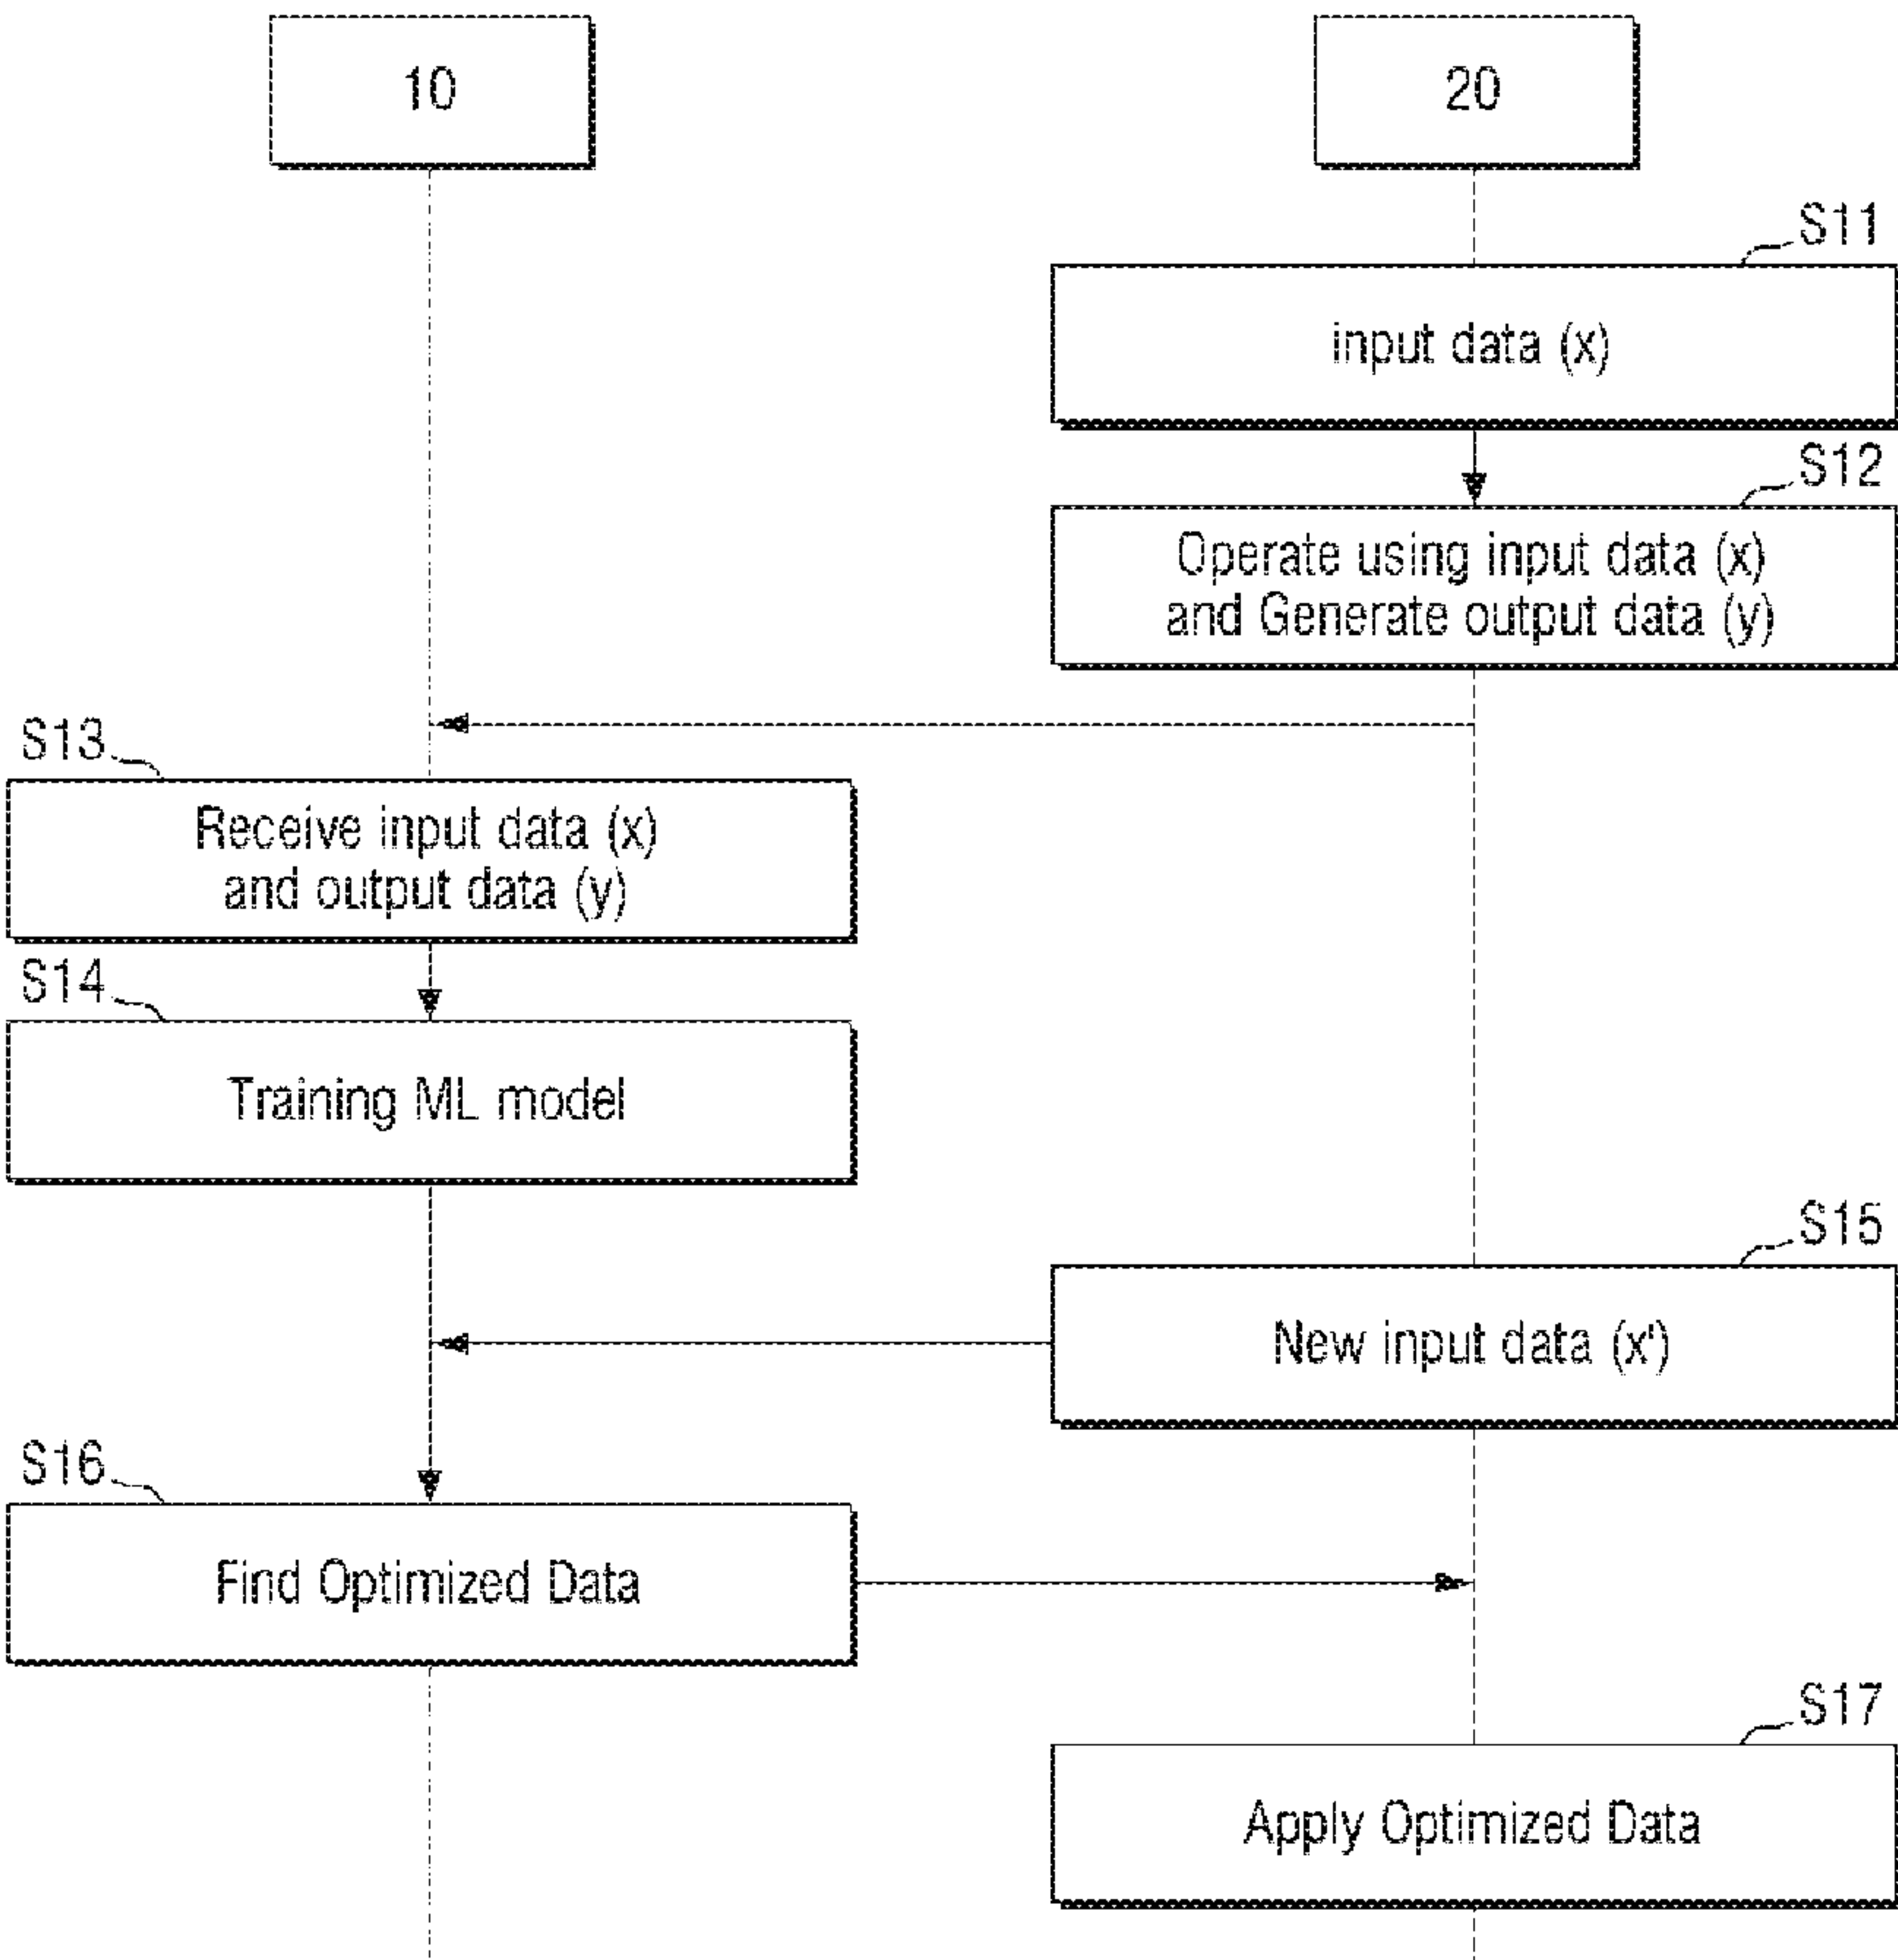 10
20
S11
input data (x)
S12
Operate using input data (x)
and Generate output data (y)
S13
Receive input data (x)
and output data (y)
S14
Training ML model
S15
New input data (x')
S16
Find Optimized Data
S17
Apply Optimized Data